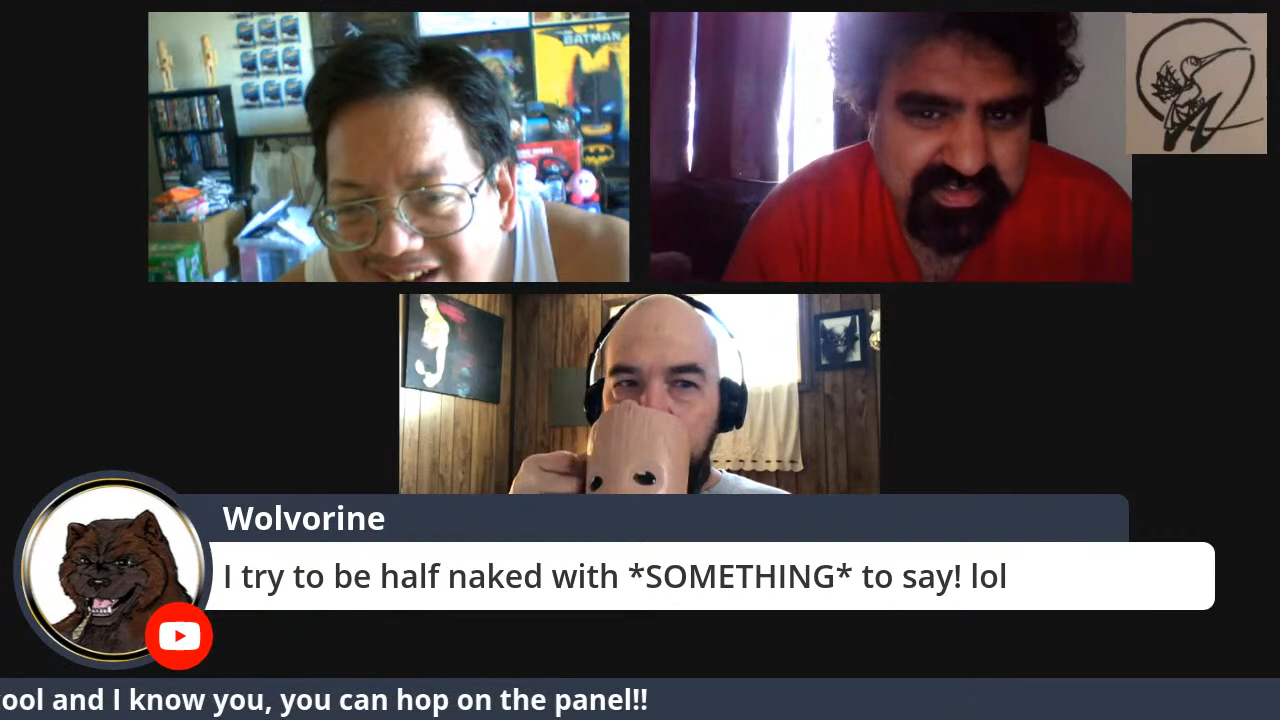 BATMAN
Wolvorine
I try to be half naked with *SOMETHING* to say! lol
ool and I know you, you can hop on the panel!!